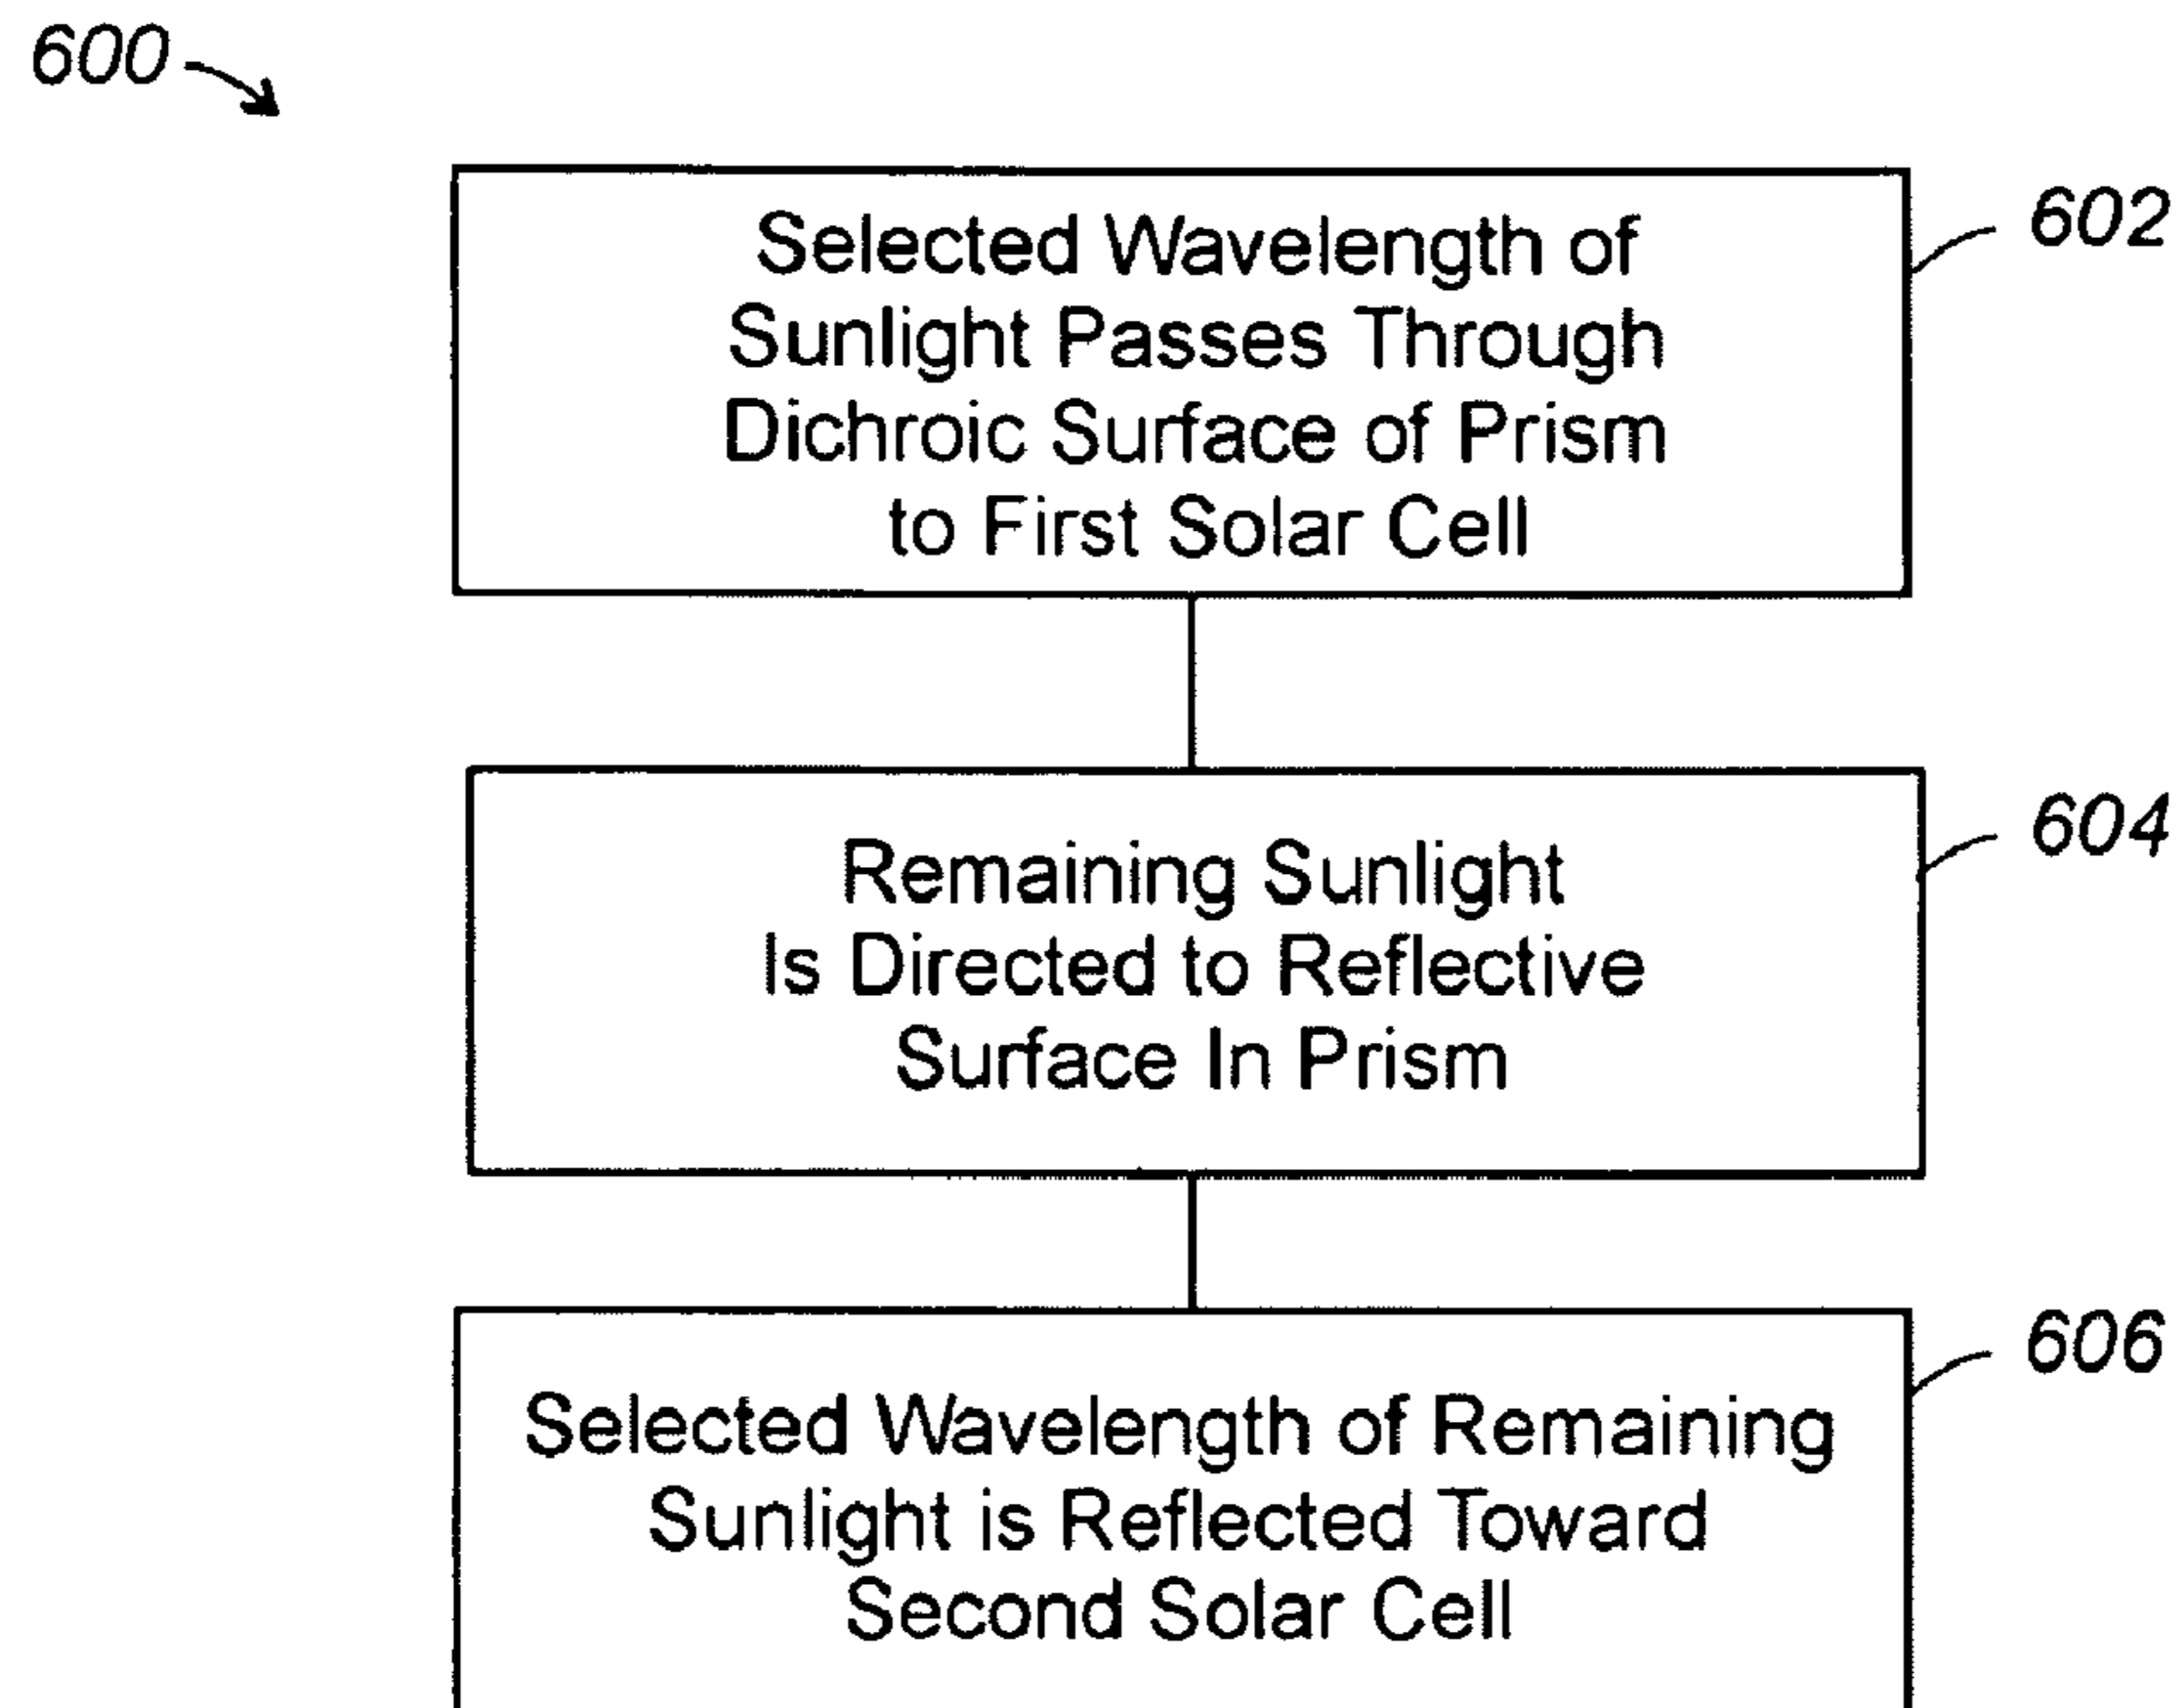 600
602
Selected Wavelength of
Sunlight Passes Through
Dichroic Surface of Prism
to First Solar Cell
604
Remaining Sunlight
Is Directed to Reflective
Surface In Prism
606
Selected Wavelength of Remaining
Sunlight is Reflected Toward
Second Solar Cell